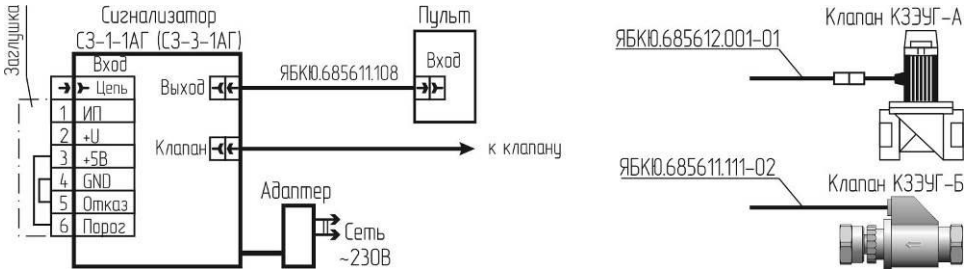 Заглушка
Сигнализатор
СЗ-1-1АГ (СЗ-3-1АГ)
Вход
Цепь
1 ИП
2 +U
3 +5В
4 GND
5 Отказ
6 Порог
Выход
Клапан
ЯБКЮ.685611.108
Пульт
Вход
к клапану
Адаптер
Сеть
~230В
Клапан КЗЭУГ-А
ЯБКЮ.685612.001-01
ЯБКЮ.685611.111-02
Клапан КЗЭУГ-Б